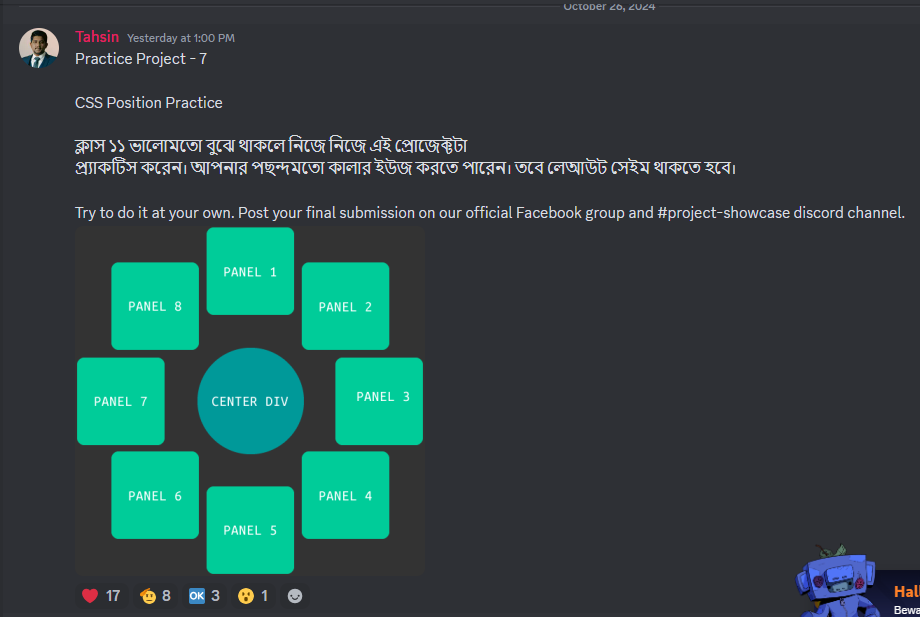 October 26, 2024
Tahsin Yesterday at 1:00 PM
Practice Project - 7
CSS Position Practice
ক্লাস ১১ ভালোমতো বুঝে থাকলে নিজে নিজে এই প্রোজেক্টটা
প্র্যাকটিস করেন। আপনার পছন্দমতো কালার ইউজ করতে পারেন। তবে লেআউট সেইম থাকতে হবে।
Try to do it at your own. Post your final submission on our official Facebook group and #project-showcase discord channel.
PANEL 1
PANEL 8
PANEL 2
PANEL 7
CENTER DIV
PANEL 3
PANEL 6
PANEL 4
PANEL 5
17 8 OK 3 1